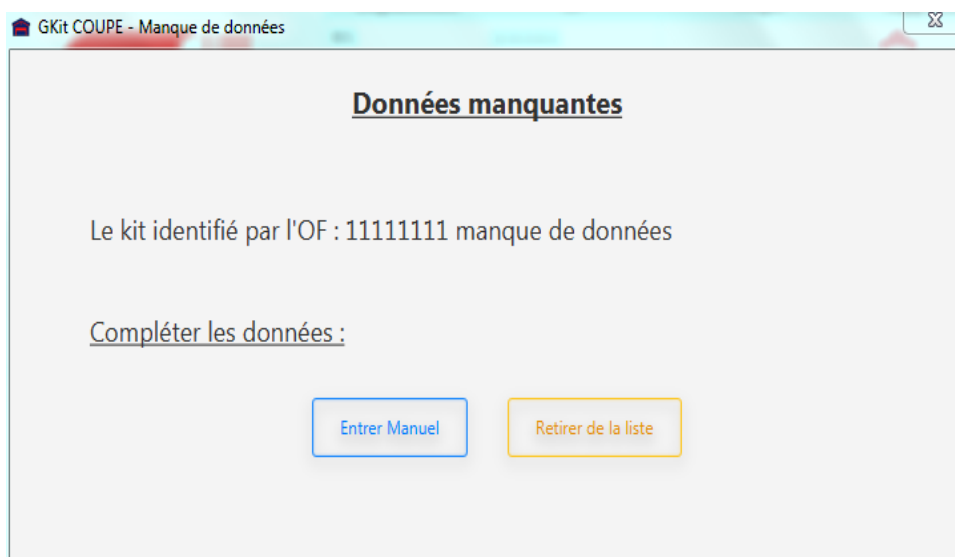 GKit COUPE - Manque de données
Données manquantes
Le kit identifié par l'OF : 11111111 manque de données
Compléter les données :
Entrer Manuel
Retirer de la liste